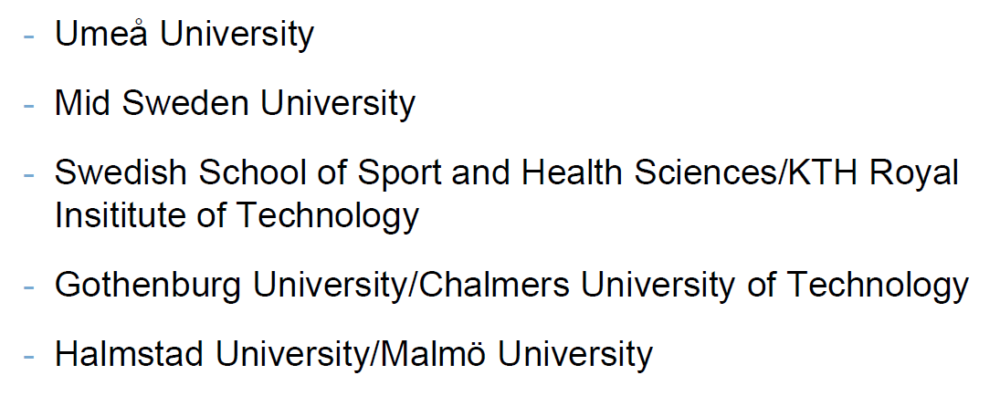 - Umeå University
- Mid Sweden University
- Swedish School of Sport and Health Sciences/KTH Royal
Insititute of Technology
- Gothenburg University/Chalmers University of Technology
- Halmstad University/Malmö University